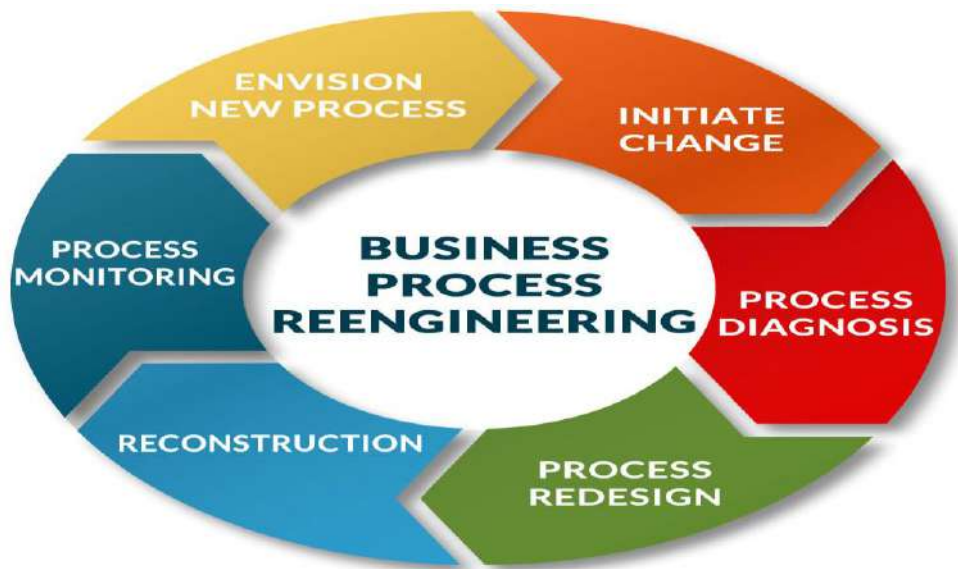 BUSINESS
PROCESS
REENGINEERING
ENVISION
NEW PROCESS
INITIATE
CHANGE
PROCESS
DIAGNOSIS
PROCESS
REDESIGN
RECONSTRUCTION
PROCESS
MONITORING